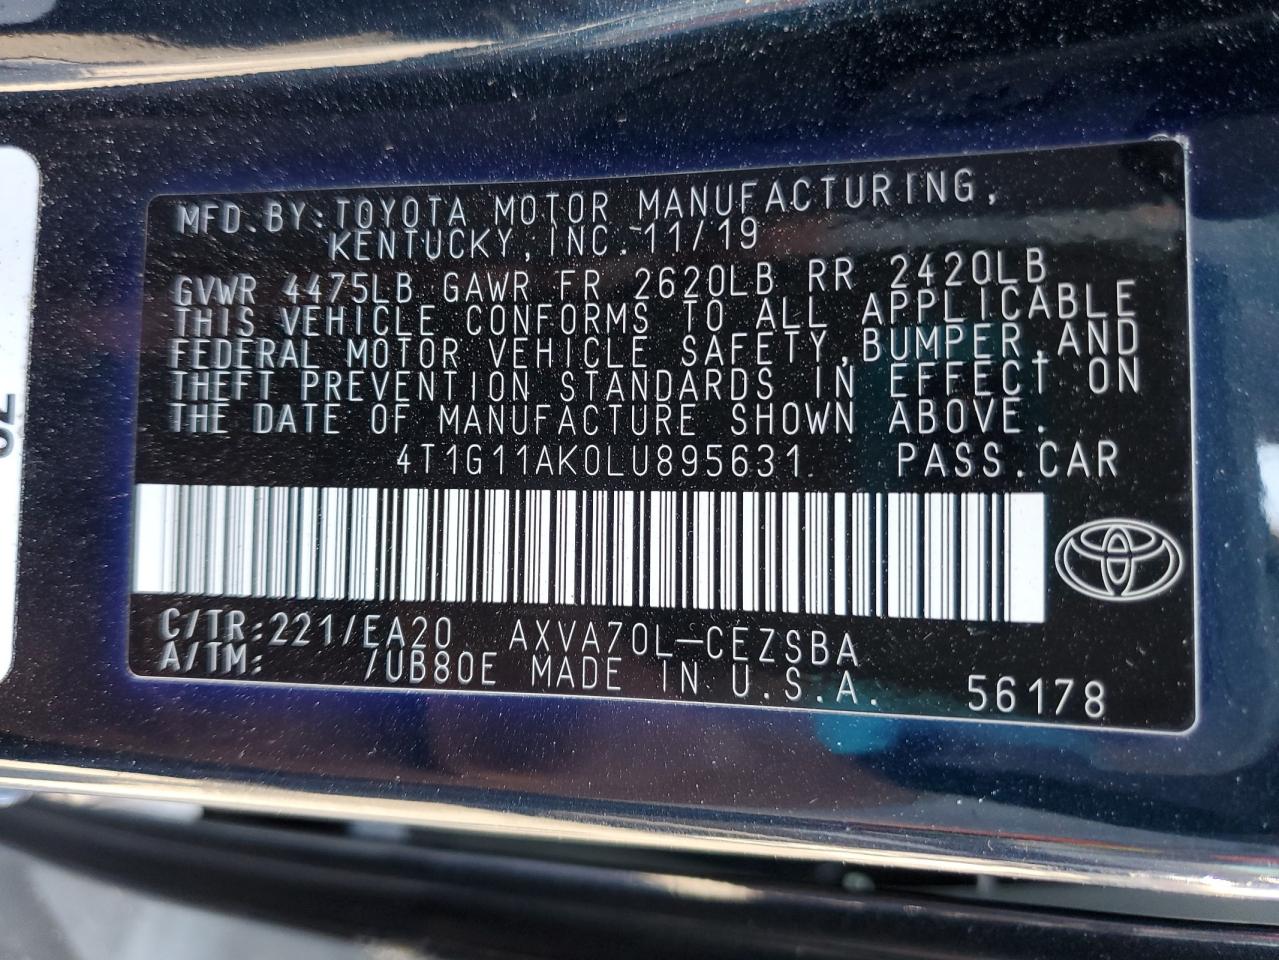 MFD.BY:TOYOTA MOTOR MANUFACTURING,
KENTUCKY,INC. 11/19
GVWR 4475LB GAWR FR 2620LB RR 2420LB
THIS VEHICLE CONFORMS TO ALL APPLICABLE
FEDERAL MOTOR VEHICLE SAFETY,BUMPER,AND
THEFT PREVENTION STANDARDS IN EFFECT ON
THE DATE OF MANUFACTURE SHOWN ABOVE.
4T1G11AK0LU895631 PASS.CAR
C/TR:221/EA20 AXVA70L-CEZSBA
A/TM: /UB80E MADE IN U.S.A. 56178